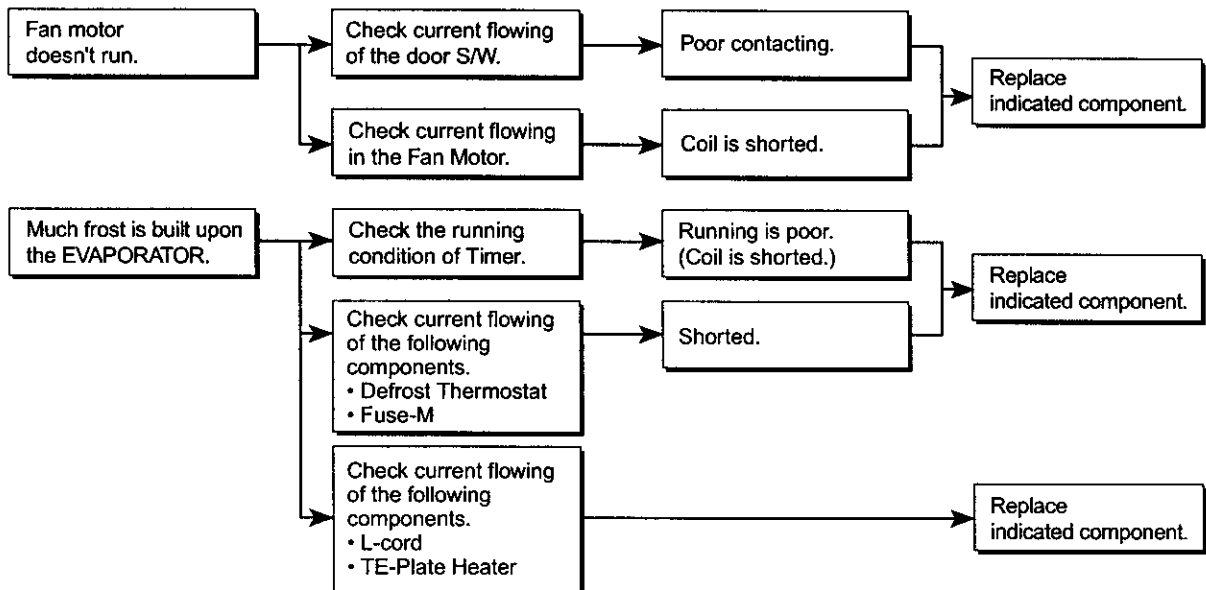 Fan motor
doesn't run.
Check current flowing
of the door S/W.
Poor contacting.
Replace
indicated component.
Check current flowing
in the Fan Motor.
Coil is shorted.
Much frost is built upon
the EVAPORATOR.
Check the running
condition of Timer.
Running is poor.
(Coil is shorted.)
Replace
indicated component.
Check current flowing
of the following
components.
• Defrost Thermostat
• Fuse-M
Shorted.
Check current flowing
of the following
components.
• L-cord
• TE-Plate Heater
Replace
indicated component.